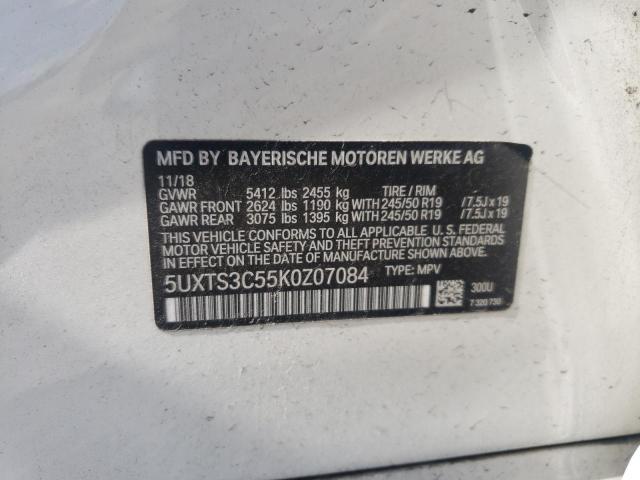 MFD BY BAYERISCHE MOTOREN WERKE AG
11/18
GVWR 5412 lbs 2455 kg TIRE / RIM
GAWR FRONT 2624 lbs 1190 kg WITH 245/50 R19 / 7.5J x 19
GAWR REAR 3075 lbs 1395 kg WITH 245/50 R19 / 7.5J x 19
THIS VEHICLE CONFORMS TO ALL APPLICABLE U. S. FEDERAL
MOTOR VEHICLE SAFETY AND THEFT PREVENTION STANDARDS
IN EFFECT ON THE DATE OF MANUFACTURE SHOWN ABOVE.
5UXTS3C55K0Z07084 TYPE: MPV
300U
7 320 730